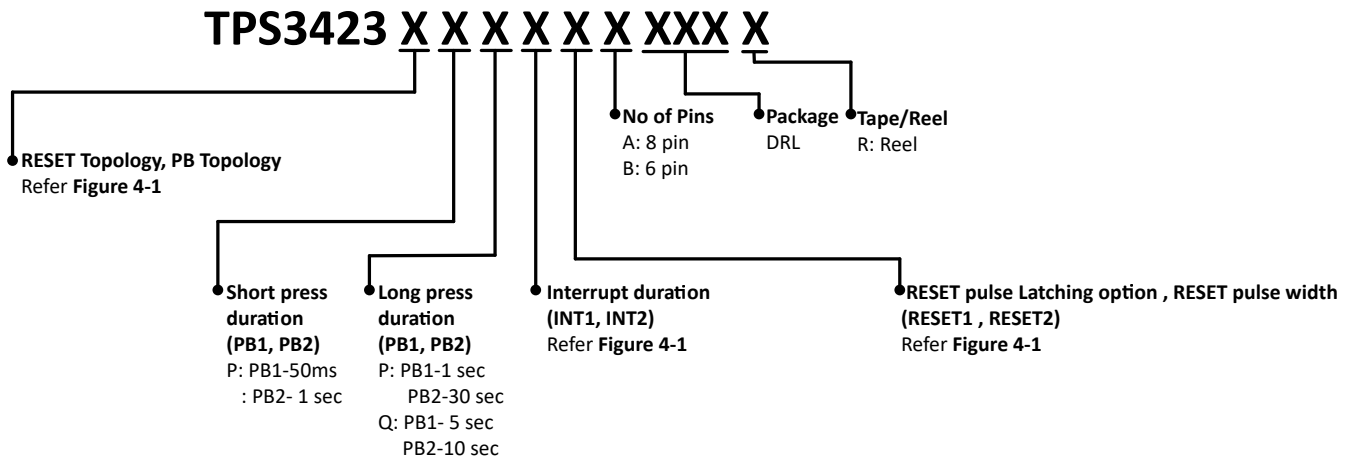 TPS3423 X X X X X X XXX X
No of Pins
A: 8 pin
B: 6 pin
Package
DRL
Tape/Reel
R: Reel
RESET Topology, PB Topology
Refer Figure 4-1
Short press
duration
(PB1, PB2)
P: PB1-50ms
: PB2- 1 sec
Long press
duration
(PB1, PB2)
P: PB1-1 sec
PB2-30 sec
Q: PB1- 5 sec
PB2-10 sec
Interrupt duration
(INT1, INT2)
Refer Figure 4-1
RESET pulse Latching option , RESET pulse width
(RESET1 , RESET2)
Refer Figure 4-1